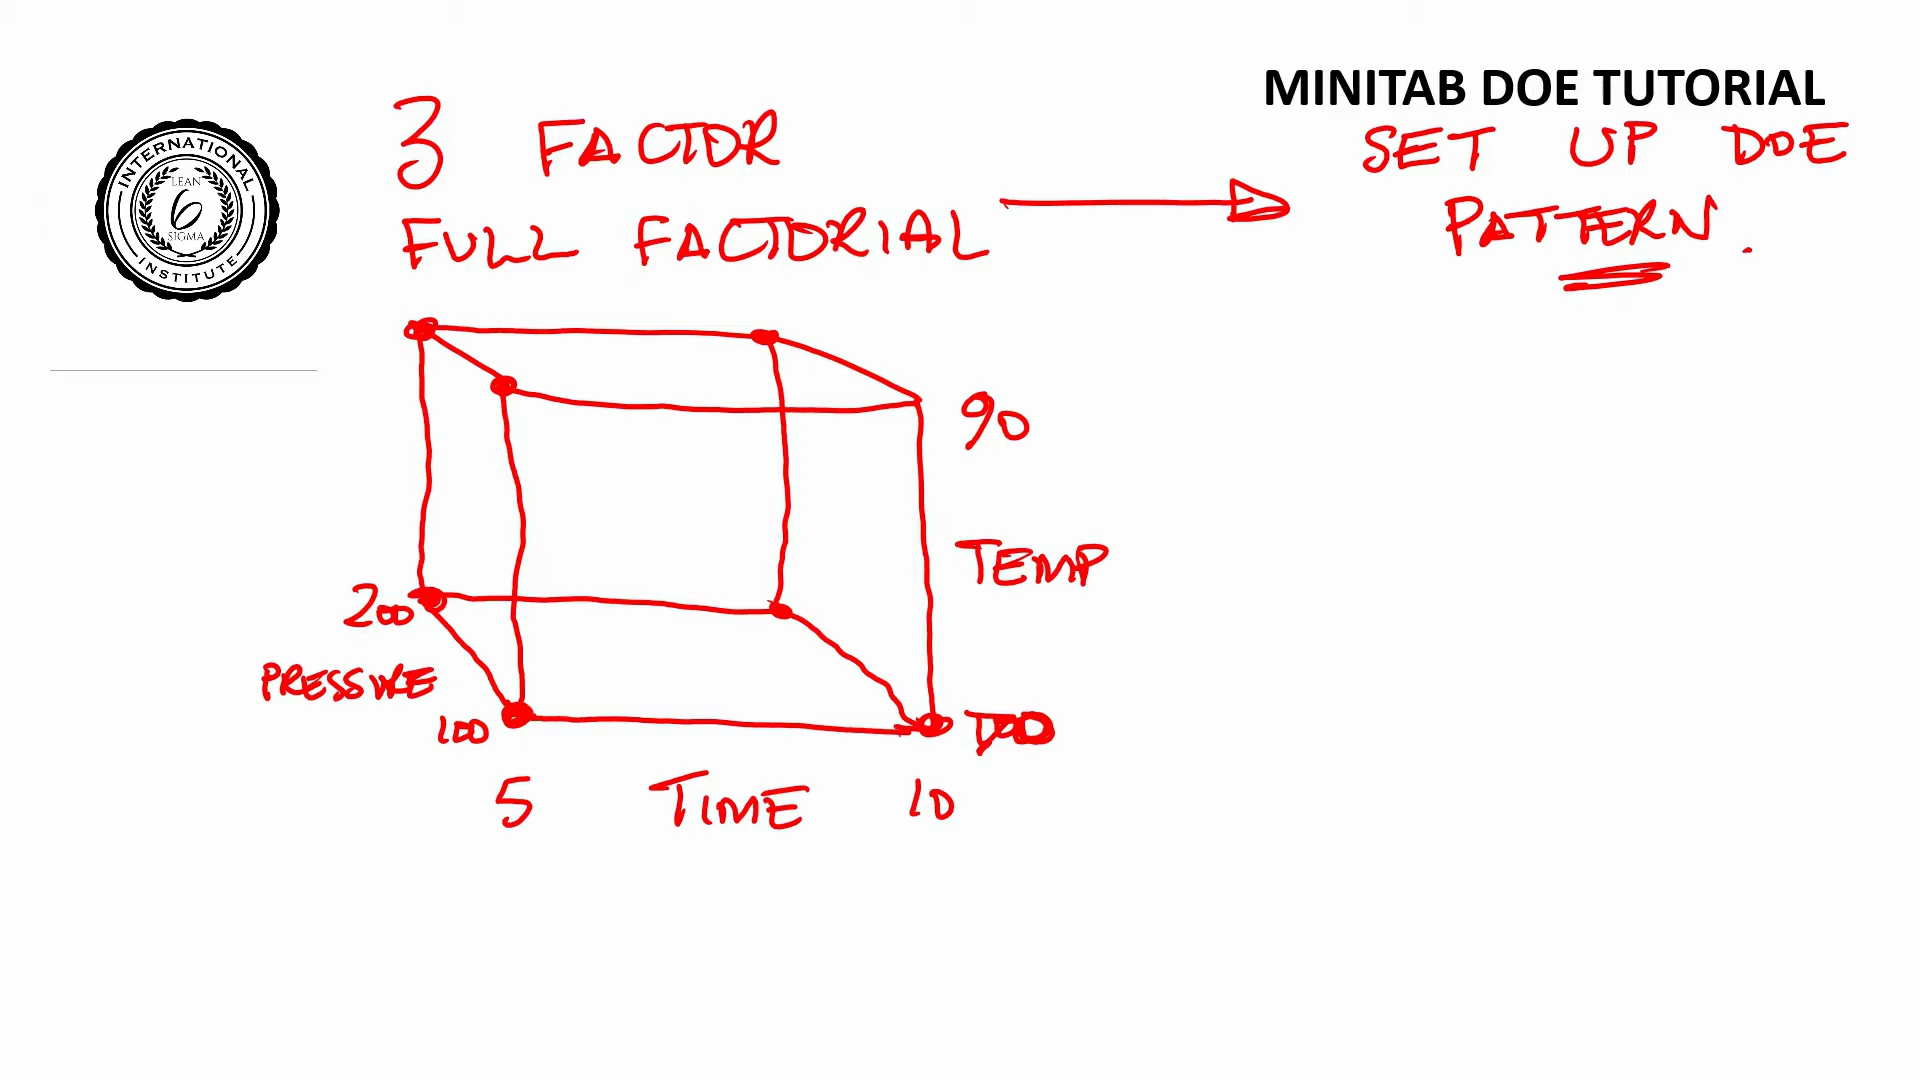 MINITAB DOE TUTORIAL
INTERNATIONAL
LEAN
6
SIGMA
INSTITUTE
3 FACTOR
FULL FACTORIAL
SET UP DOE
PATTERN.
90
TEMP
200
PRESSURE
100
5 TIME 10